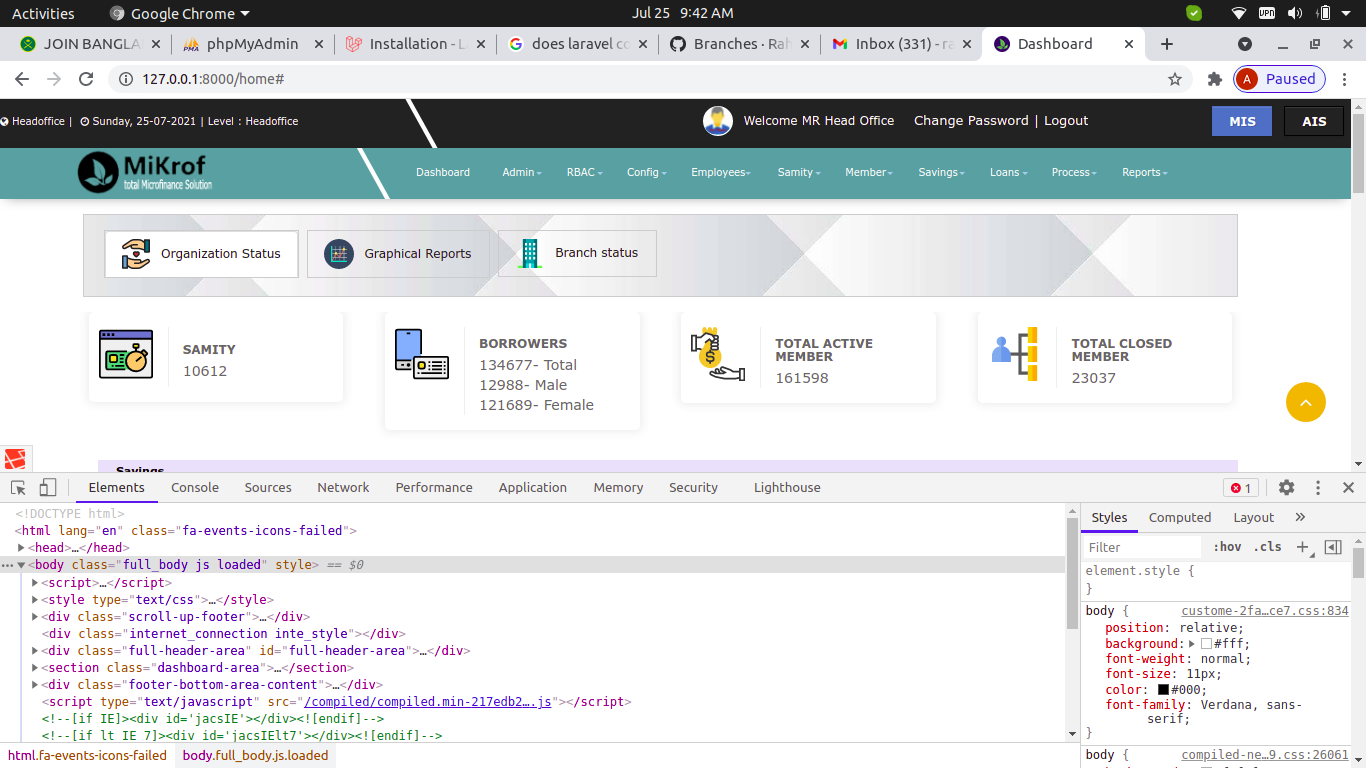 Activities Google Chrome Jul 25 9:42 AM VPN
JOIN BANGLA phpMyAdmin Installation - L does laravel co Branches · Rah Inbox (331) - ra Dashboard
127.0.0.1:8000/home# A Paused
Headoffice | Sunday, 25-07-2021 | Level : Headoffice Welcome MR Head Office Change Password | Logout MIS AIS
MiKrof
total Microfinance Solution
Dashboard Admin RBAC Config Employees Samity Member Savings Loans Process Reports
Organization Status Graphical Reports Branch status
SAMITY
10612
BORROWERS
134677- Total
12988- Male
121689- Female
TOTAL ACTIVE
MEMBER
161598
TOTAL CLOSED
MEMBER
23037
Savings
Elements Console Sources Network Performance Application Memory Security Lighthouse 1
<!DOCTYPE html>
<html lang="en" class="fa-events-icons-failed">
<head>…</head>
<body class="full_body js loaded" style> == $0
<script>…</script>
<style type="text/css">…</style>
<div class="scroll-up-footer">…</div>
<div class="internet_connection inte_style"></div>
<div class="full-header-area" id="full-header-area">…</div>
<section class="dashboard-area">…</section>
<div class="footer-bottom-area-content">…</div>
<script type="text/javascript" src="/compiled/compiled.min-217edb2….js"></script>
<!--[if IE]><div id='jacsIE'></div><![endif]-->
<!--[if lt IE 7]><div id='jacsIElt7'></div><![endif]-->
html.fa-events-icons-failed body.full_body.js.loaded
Styles Computed Layout »
Filter :hov .cls +
element.style {
}
body { custome-2fa…ce7.css:834
position: relative;
background: #fff;
font-weight: normal;
font-size: 11px;
color: #000;
font-family: Verdana, sans-
serif;
}
body { compiled-ne…9.css:26061